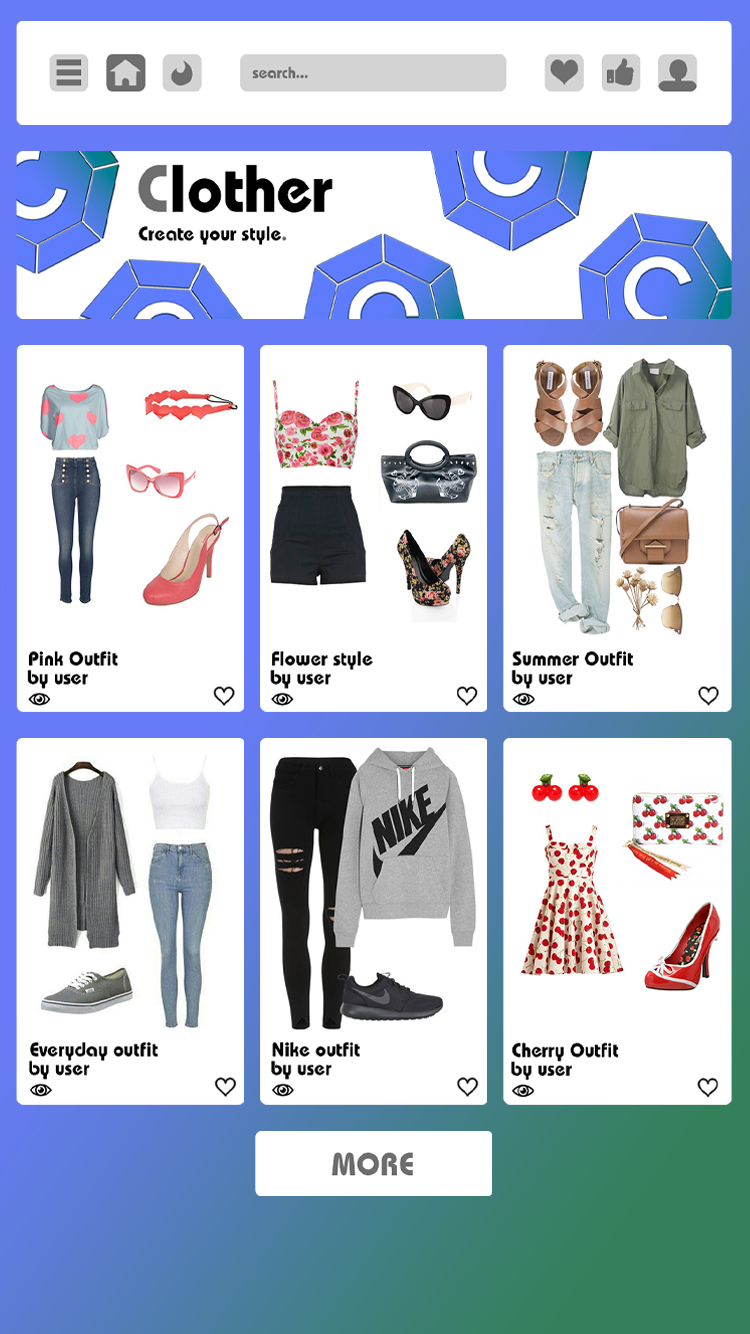 search...
Clother
Create your style.
C
C
C
C
C
Pink Outfit
by user
Flower style
by user
Summer Outfit
by user
NIKE
Everyday outfit
by user
Nike outfit
by user
Cherry Outfit
by user
MORE